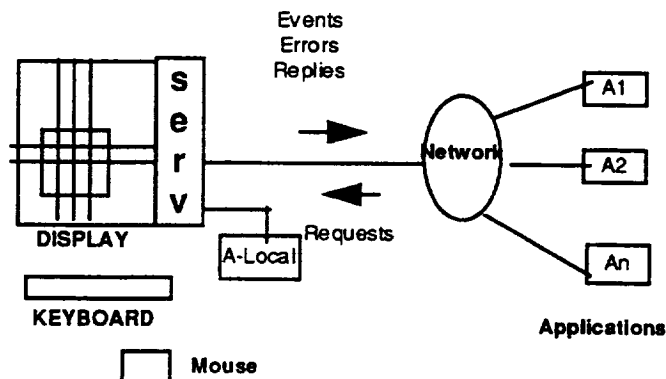 Events
Errors
Replies
s
e
r
v
Network
A1
A2
An
DISPLAY
A-Local
Requests
KEYBOARD
Applications
Mouse